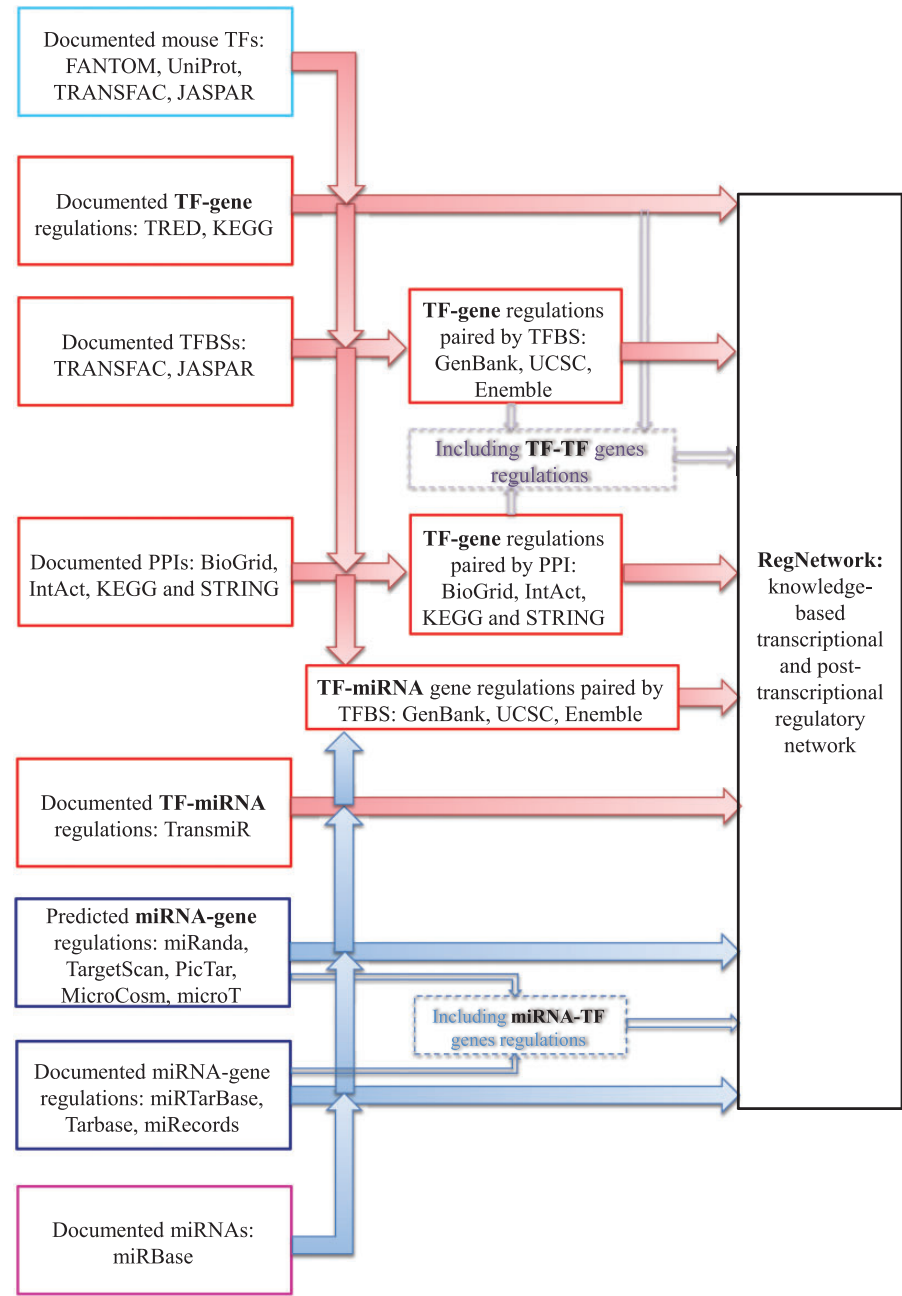 Documented mouse TFs:
FANTOM, UniProt,
TRANSFAC, JASPAR
Documented TF-gene
regulations: TRED, KEGG
Documented TFBSs:
TRANSFAC, JASPAR
TF-gene regulations
paired by TFBS:
GenBank, UCSC,
Enemble
Including TF-TF genes
regulations
Documented PPIs: BioGrid,
IntAct, KEGG and STRING
TF-gene regulations
paired by PPI:
BioGrid, IntAct,
KEGG and STRING
TF-miRNA gene regulations paired by
TFBS: GenBank, UCSC, Enemble
Documented TF-miRNA
regulations: TransmiR
Predicted miRNA-gene
regulations: miRanda,
TargetScan, PicTar,
MicroCosm, microT
Including miRNA-TF
genes regulations
Documented miRNA-gene
regulations: miRTarBase,
Tarbase, miRecords
Documented miRNAs:
miRBase
RegNetwork:
knowledge-
based
transcriptional
and post-
transcriptional
regulatory
network